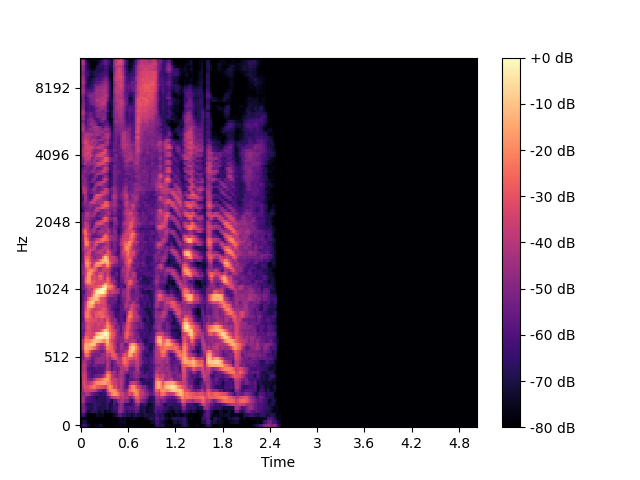 +0 dB
8192
-10 dB
4096
-20 dB
-30 dB
2048
-40 dB
Hz
1024
-50 dB
512
-60 dB
-70 dB
0
-80 dB
0 0.6 1.2 1.8 2.4 3 3.6 4.2 4.8
Time